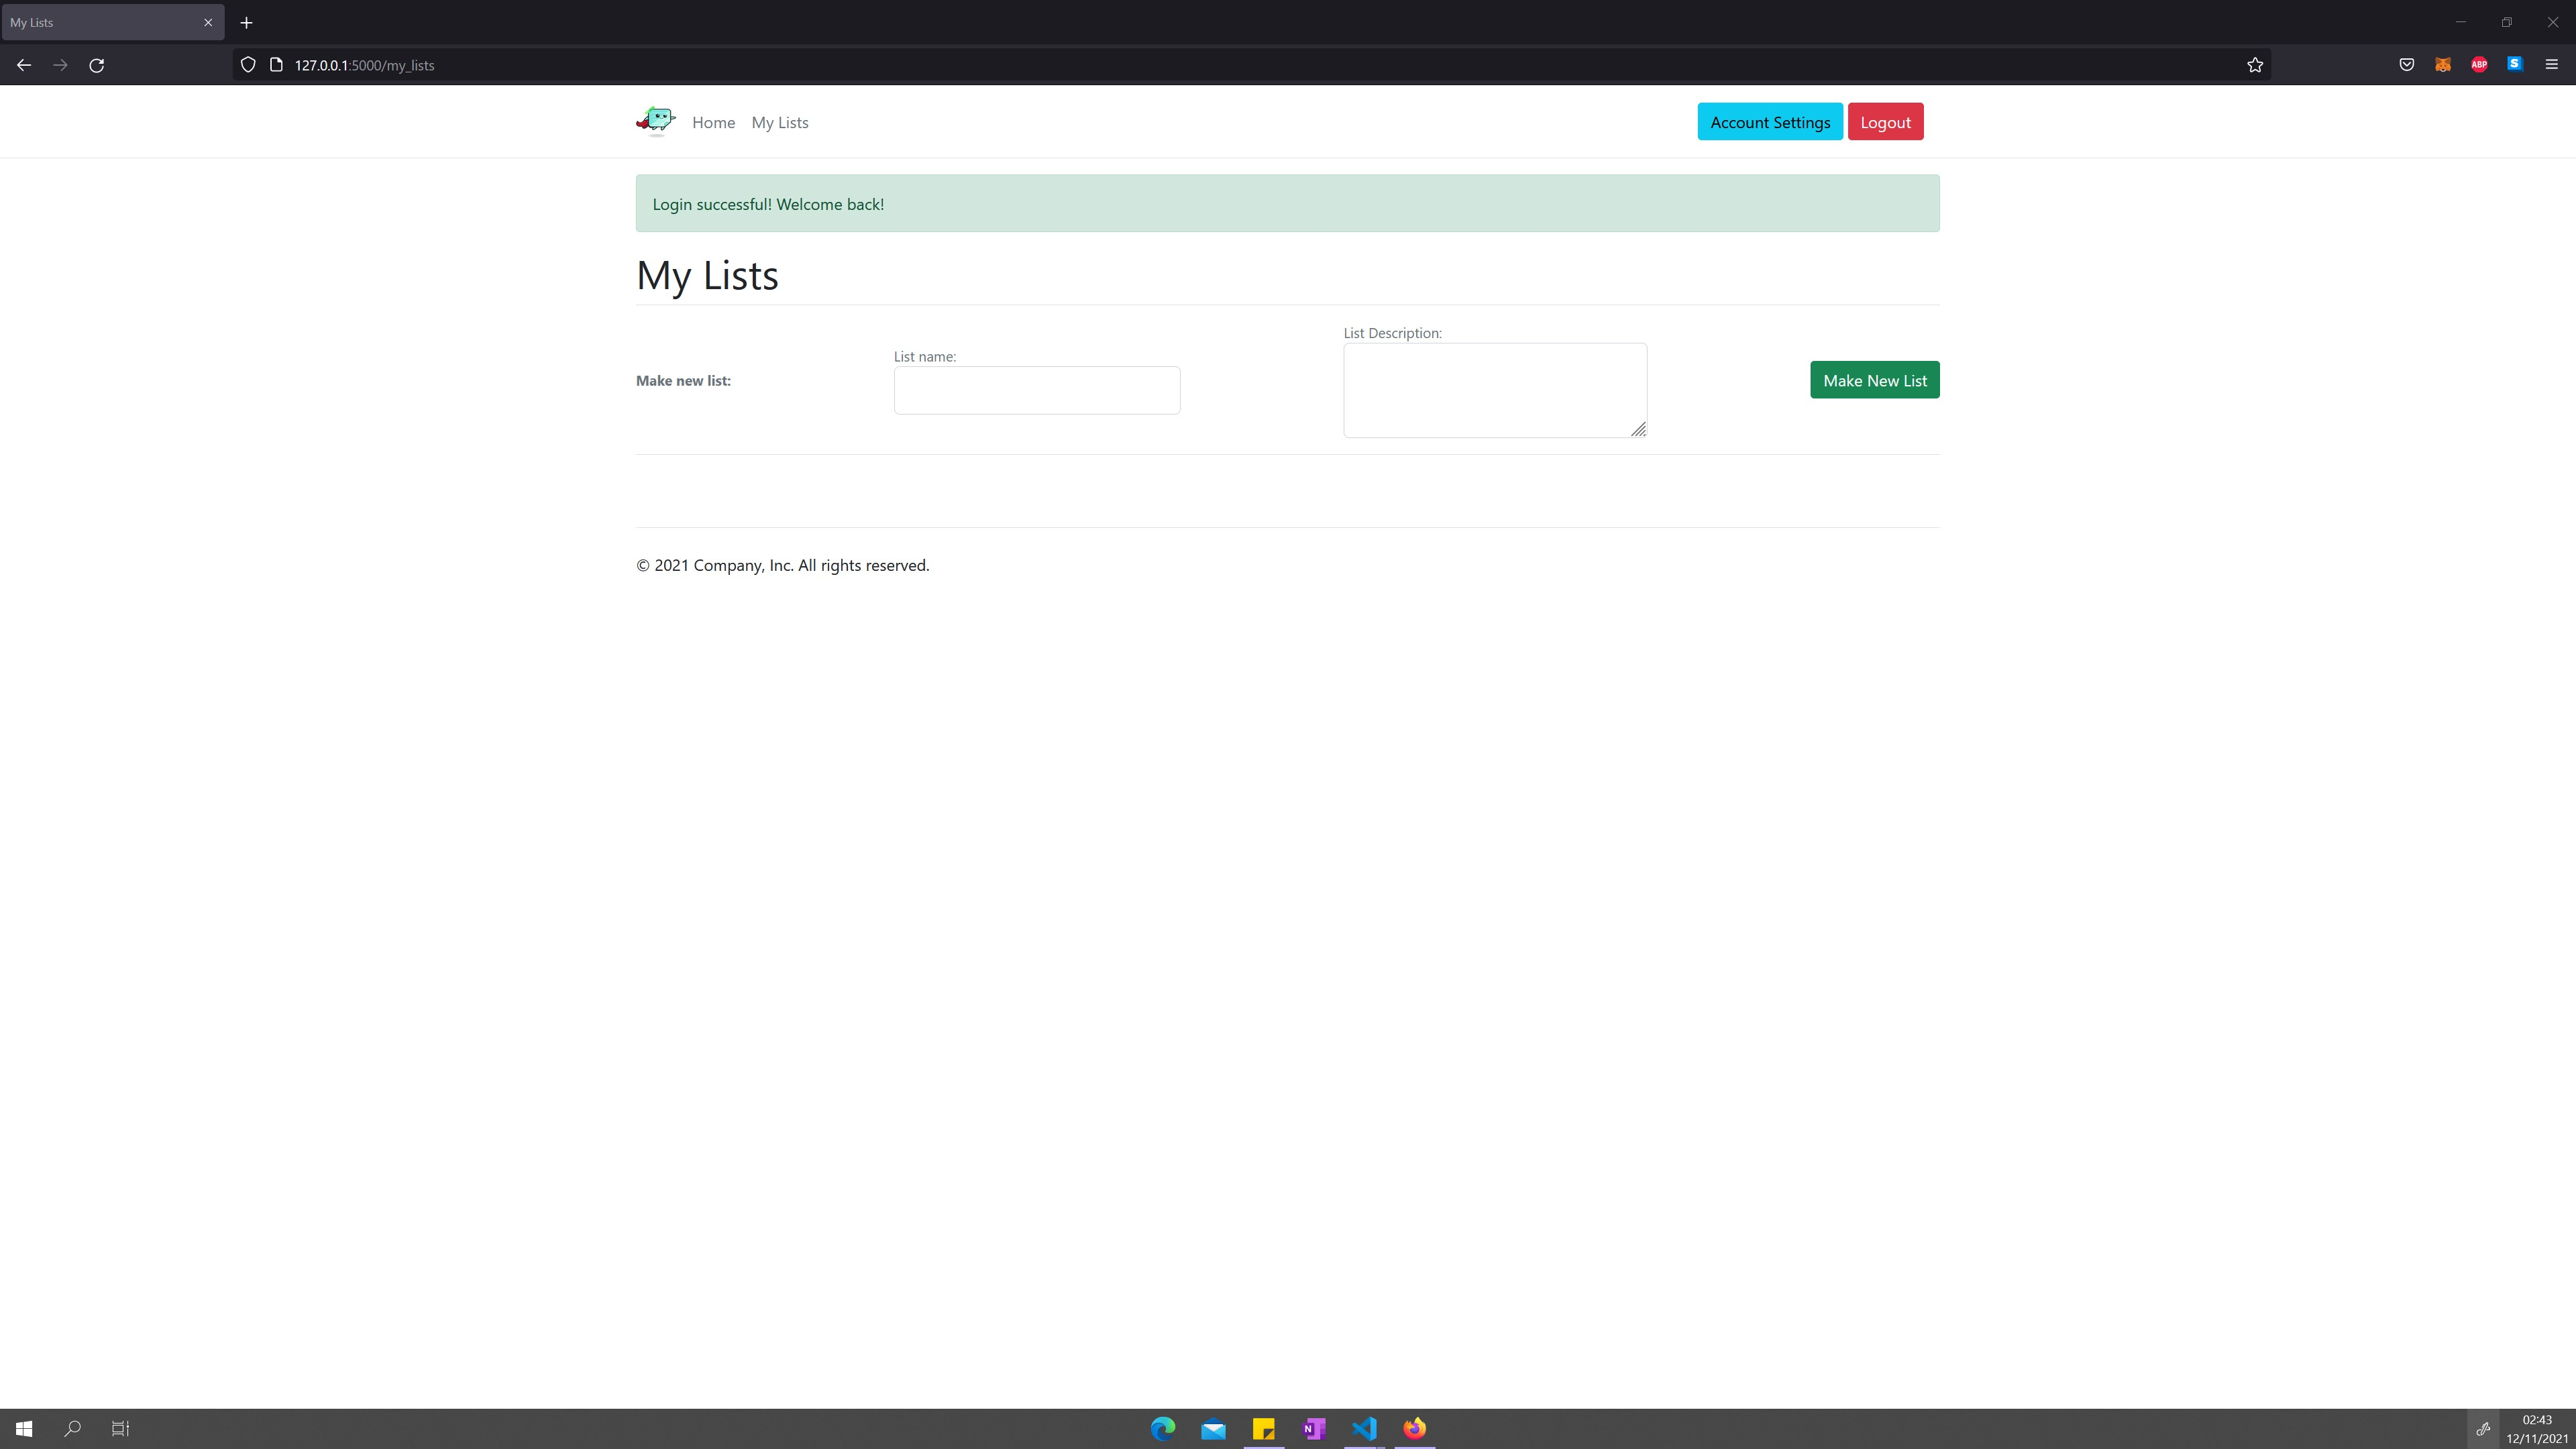 My Lists
127.0.0.1:5000/my_lists
ABP
S
Home My Lists Account Settings Logout
Login successful! Welcome back!
My Lists
List Description:
List name:
Make new list:
Make New List
© 2021 Company, Inc. All rights reserved.
N
02:43
12/11/2021